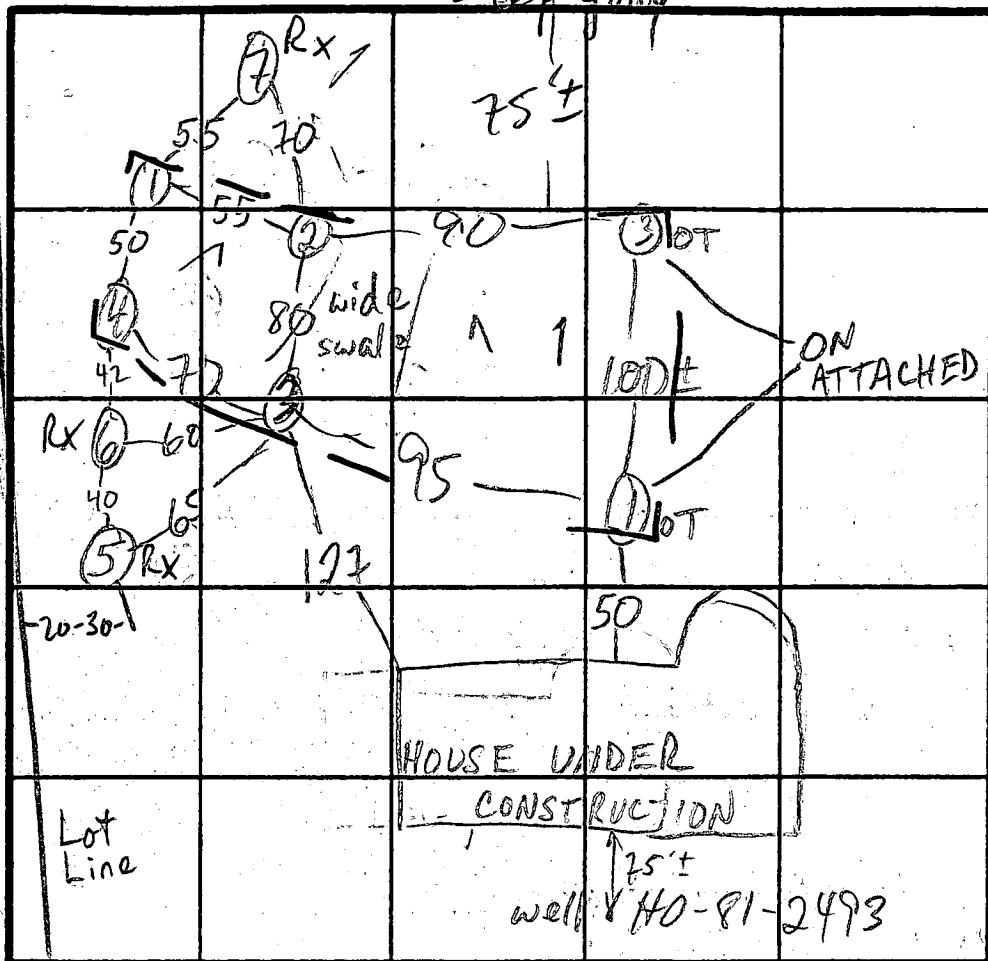 7 Rx
75'±
55 70
1
55
2 90 3 OT
50
4
80 wide
swale
72
100±
ON
ATTACHED
42
Rx 6 60
3
95
1 OT
40
65
5 Rx
127
20-30
50
HOUSE UNDER
CONSTRUCTION
Lot
Line
75'±
well HO-81-2493